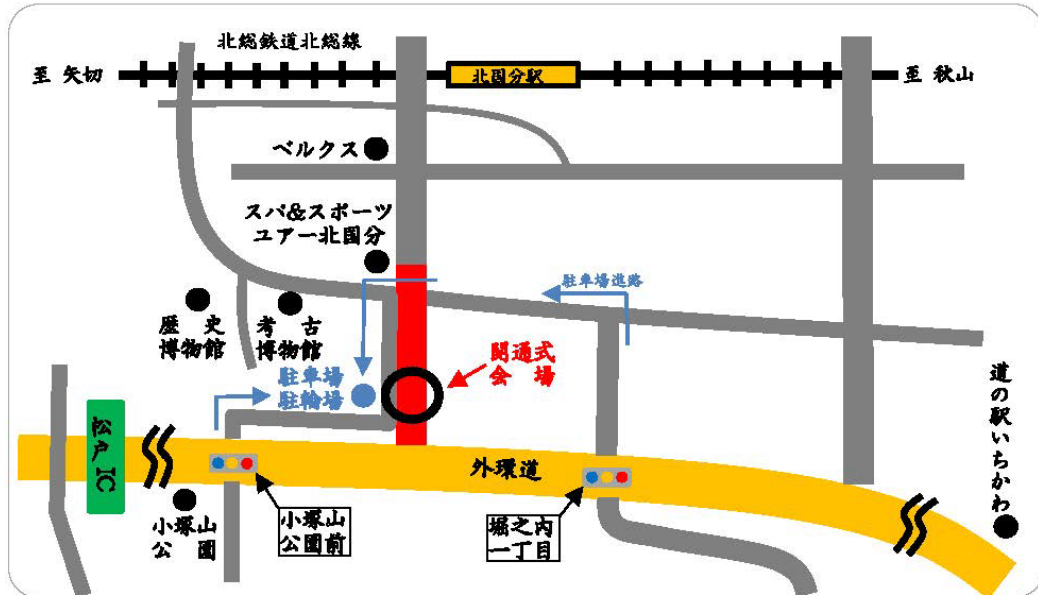 北総鉄道北総線
至 矢切
北国分駅
至 秋山
ベルクス
スパ&スポーツ
ユアー北国分
駐車場進路
歴 史
博物館
考 古
博物館
開通式
会 場
駐車場
駐輪場
道の駅いちかわ
松戸IC
外環道
小塚山
公 園
小塚山
公園前
堀之内
一丁目